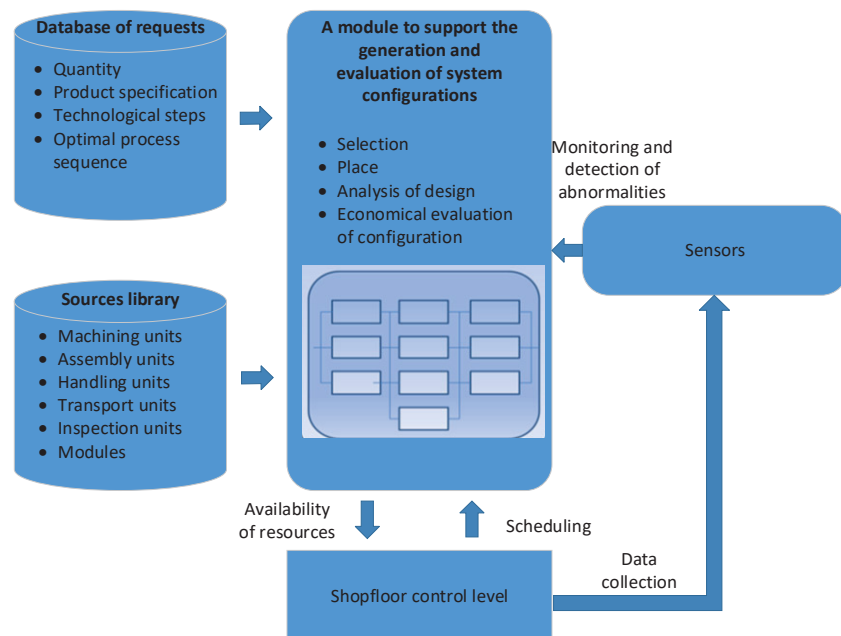 Database of requests
• Quantity
• Product specification
• Technological steps
• Optimal process
sequence
A module to support the
generation and
evaluation of system
configurations
• Selection
• Place
• Analysis of design
• Economical evaluation
of configuration
Monitoring and
detection of
abnormalities
Sensors
Sources library
• Machining units
• Assembly units
• Handling units
• Transport units
• Inspection units
• Modules
Availability
of resources
Scheduling
Data
collection
Shopfloor control level